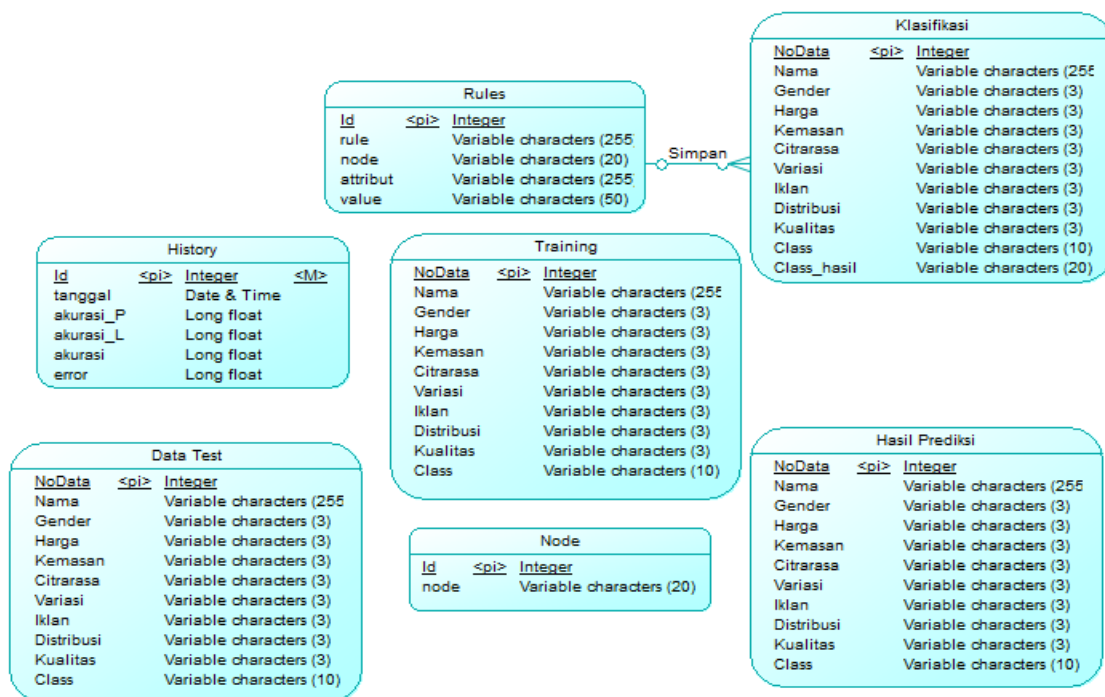 Klasifikasi
NoData <pi> Integer
Nama Variable characters (255
Gender Variable characters (3)
Harga Variable characters (3)
Kemasan Variable characters (3)
Citrarasa Variable characters (3)
Variasi Variable characters (3)
Iklan Variable characters (3)
Distribusi Variable characters (3)
Kualitas Variable characters (3)
Class Variable characters (10)
Class_hasil Variable characters (20)
Rules
Id <pi> Integer
rule Variable characters (255)
node Variable characters (20)
attribut Variable characters (255)
value Variable characters (50)
Simpan
History
Id <pi> Integer <M>
tanggal Date & Time
akurasi_P Long float
akurasi_L Long float
akurasi Long float
error Long float
Training
NoData <pi> Integer
Nama Variable characters (255
Gender Variable characters (3)
Harga Variable characters (3)
Kemasan Variable characters (3)
Citrarasa Variable characters (3)
Variasi Variable characters (3)
Iklan Variable characters (3)
Distribusi Variable characters (3)
Kualitas Variable characters (3)
Class Variable characters (10)
Data Test
NoData <pi> Integer
Nama Variable characters (255
Gender Variable characters (3)
Harga Variable characters (3)
Kemasan Variable characters (3)
Citrarasa Variable characters (3)
Variasi Variable characters (3)
Iklan Variable characters (3)
Distribusi Variable characters (3)
Kualitas Variable characters (3)
Class Variable characters (10)
Node
Id <pi> Integer
node Variable characters (20)
Hasil Prediksi
NoData <pi> Integer
Nama Variable characters (255
Gender Variable characters (3)
Harga Variable characters (3)
Kemasan Variable characters (3)
Citrarasa Variable characters (3)
Variasi Variable characters (3)
Iklan Variable characters (3)
Distribusi Variable characters (3)
Kualitas Variable characters (3)
Class Variable characters (10)